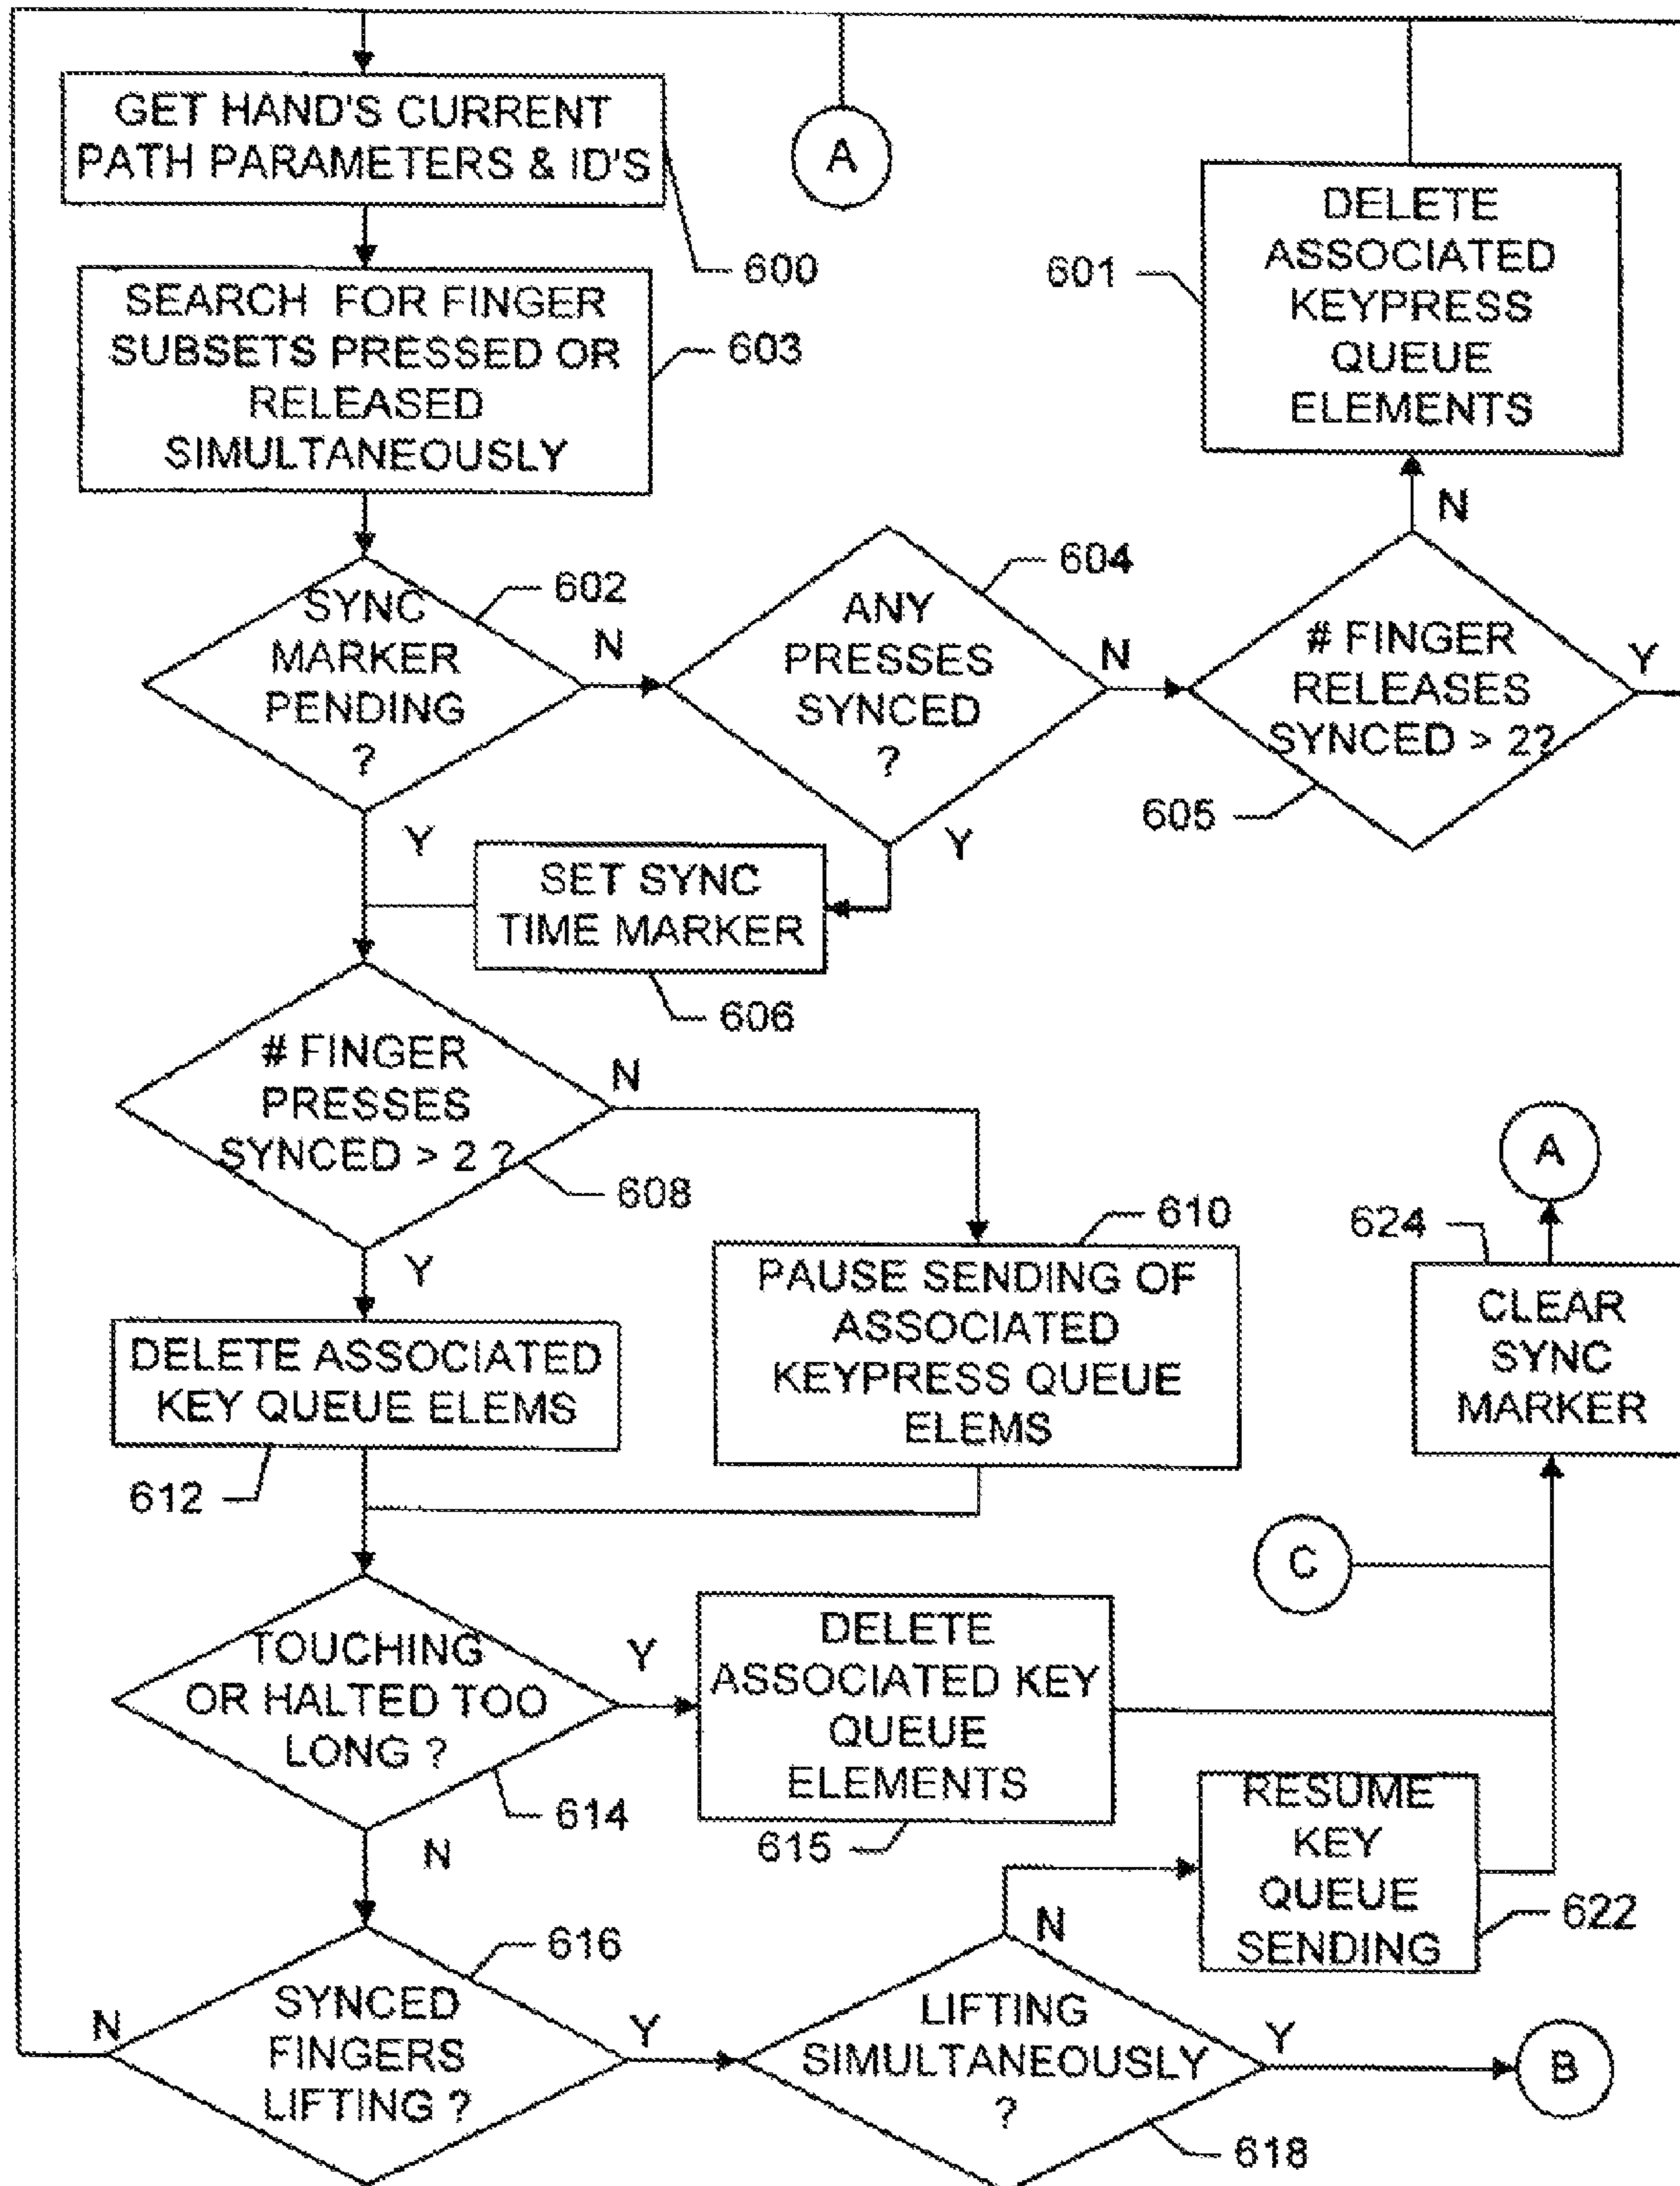 GET HAND'S CURRENT
PATH PARAMETERS & ID'S
600
A
DELETE
ASSOCIATED
KEYPRESS
QUEUE
ELEMENTS
601
SEARCH FOR FINGER
SUBSETS PRESSED OR
RELEASED
SIMULTANEOUSLY
603
N
SYNC
MARKER
PENDING
?
602
N
ANY
PRESSES
SYNCED
?
604
N
# FINGER
RELEASES
SYNCED > 2?
605
Y
Y
Y
SET SYNC
TIME MARKER
606
# FINGER
PRESSES
SYNCED > 2 ?
608
N
Y
610
PAUSE SENDING OF
ASSOCIATED
KEYPRESS QUEUE
ELEMS
A
624
CLEAR
SYNC
MARKER
DELETE ASSOCIATED
KEY QUEUE ELEMS
612
C
TOUCHING
OR HALTED TOO
LONG ?
614
Y
DELETE
ASSOCIATED KEY
QUEUE
ELEMENTS
615
N
RESUME
KEY
QUEUE
SENDING
622
616
SYNCED
FINGERS
LIFTING ?
N
Y
N
LIFTING
SIMULTANEOUSLY
?
618
Y
B